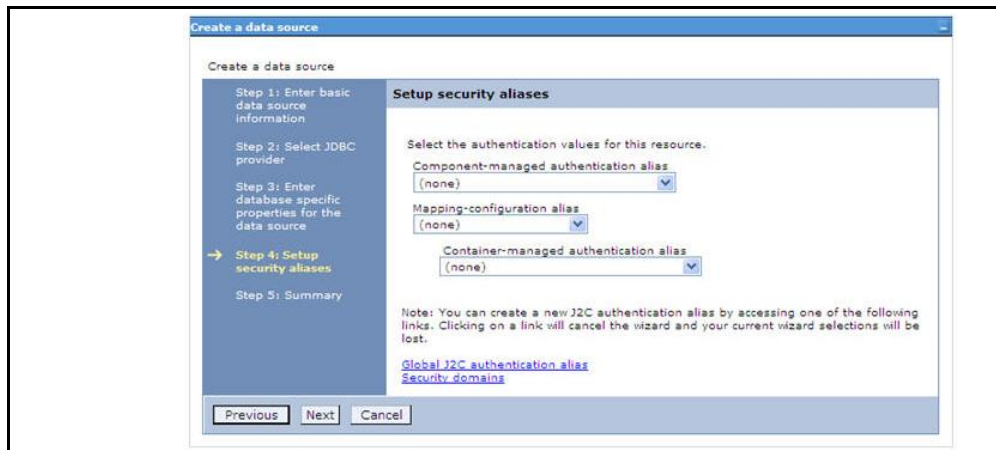 Create a data source
Create a data source
Step 1: Enter basic
data source
information
Step 2: Select JDBC
provider
Step 3: Enter
database specific
properties for the
data source
Step 4: Setup
security aliases
Step 5: Summary
Setup security aliases
Select the authentication values for this resource.
Component-managed authentication alias
(none)
Mapping-configuration alias
(none)
Container-managed authentication alias
(none)
Note: You can create a new J2C authentication alias by accessing one of the following
links. Clicking on a link will cancel the wizard and your current wizard selections will be
lost.
Global J2C authentication alias
Security domains
Previous Next Cancel